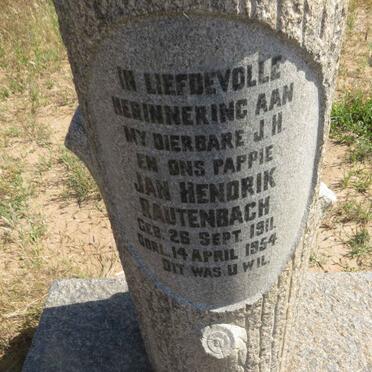 IN LIEFDEVOLLE
HERINNERING AAN
MY DIERBARE J.H.
EN ONS PAPPIE
JAN HENDRIK
RAUTENBACH
GEB. 26 SEPT. 1911.
OORL. 14 APRIL 1954.
DIT WAS U WIL.